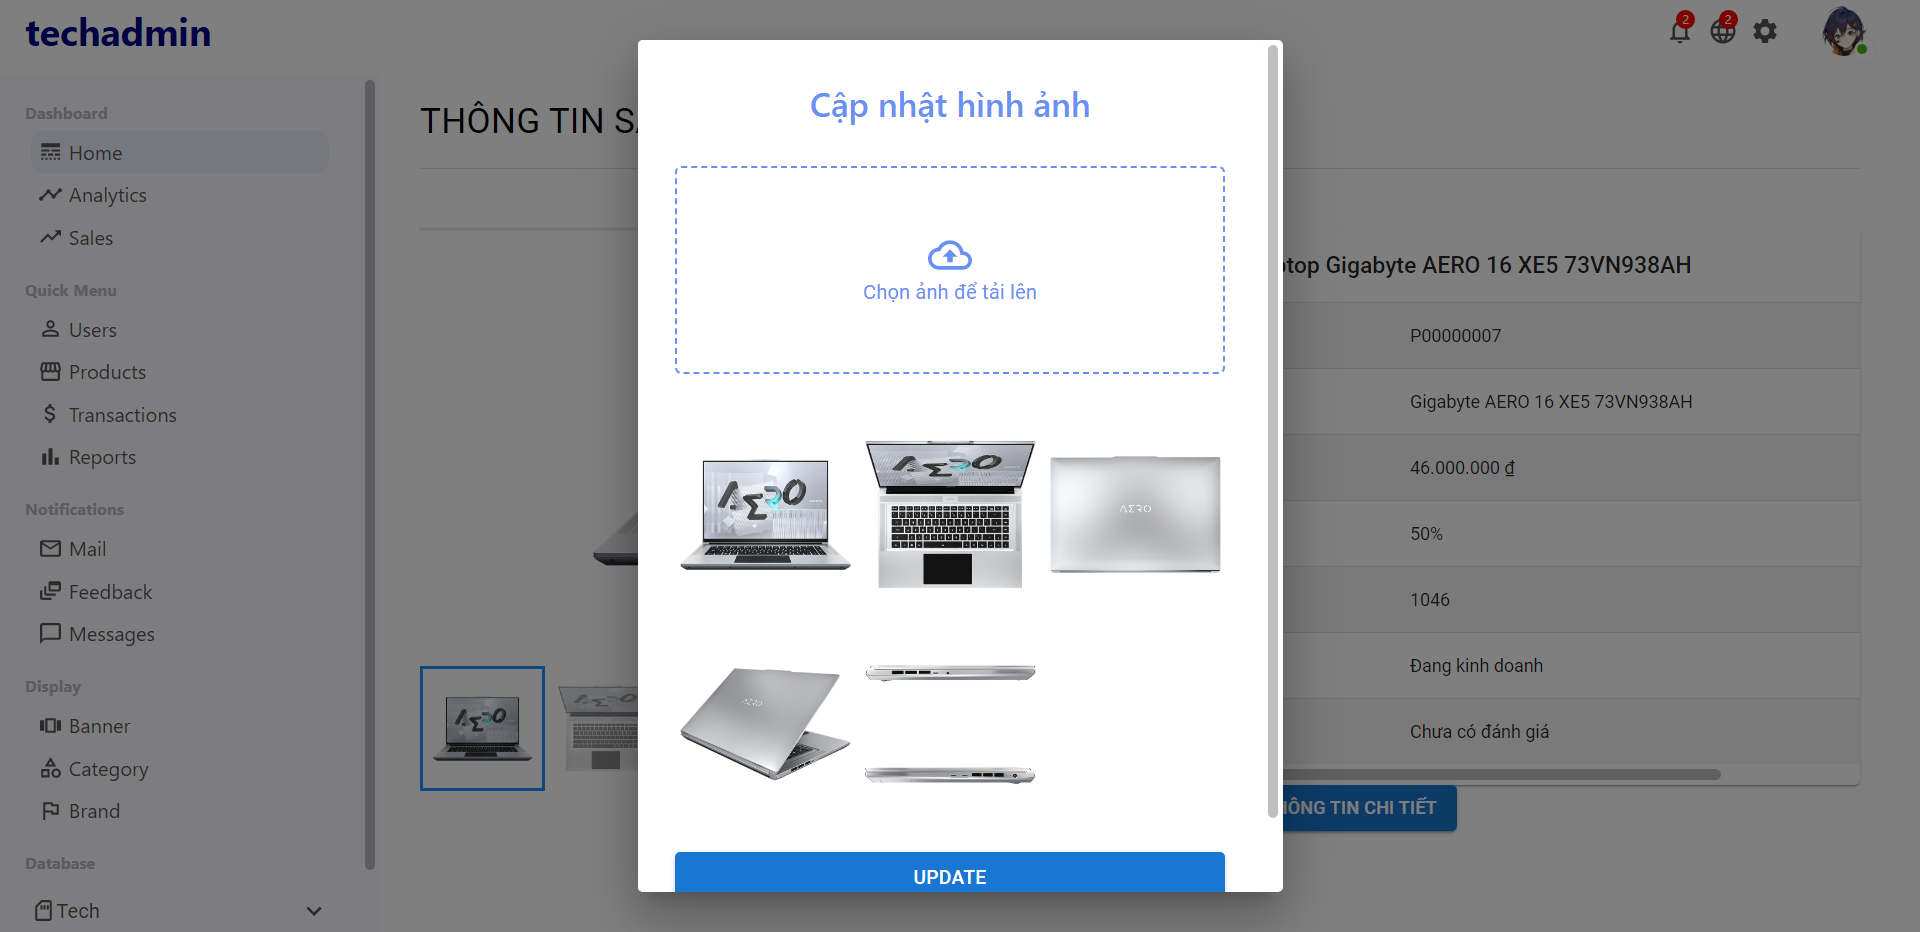 techadmin
2
2
Dashboard
Home
Analytics
Sales
Quick Menu
Users
Products
Transactions
Reports
Notifications
Mail
Feedback
Messages
Display
Banner
Category
Brand
Database
Tech
THÔNG TIN
Cập nhật hình ảnh
Chọn ảnh để tải lên
AERO
UPDATE
Gigabyte AERO 16 XE5 73VN938AH
P00000007
Gigabyte AERO 16 XE5 73VN938AH
46.000.000 ₫
50%
1046
Đang kinh doanh
Chưa có đánh giá
TIN CHI TIẾT